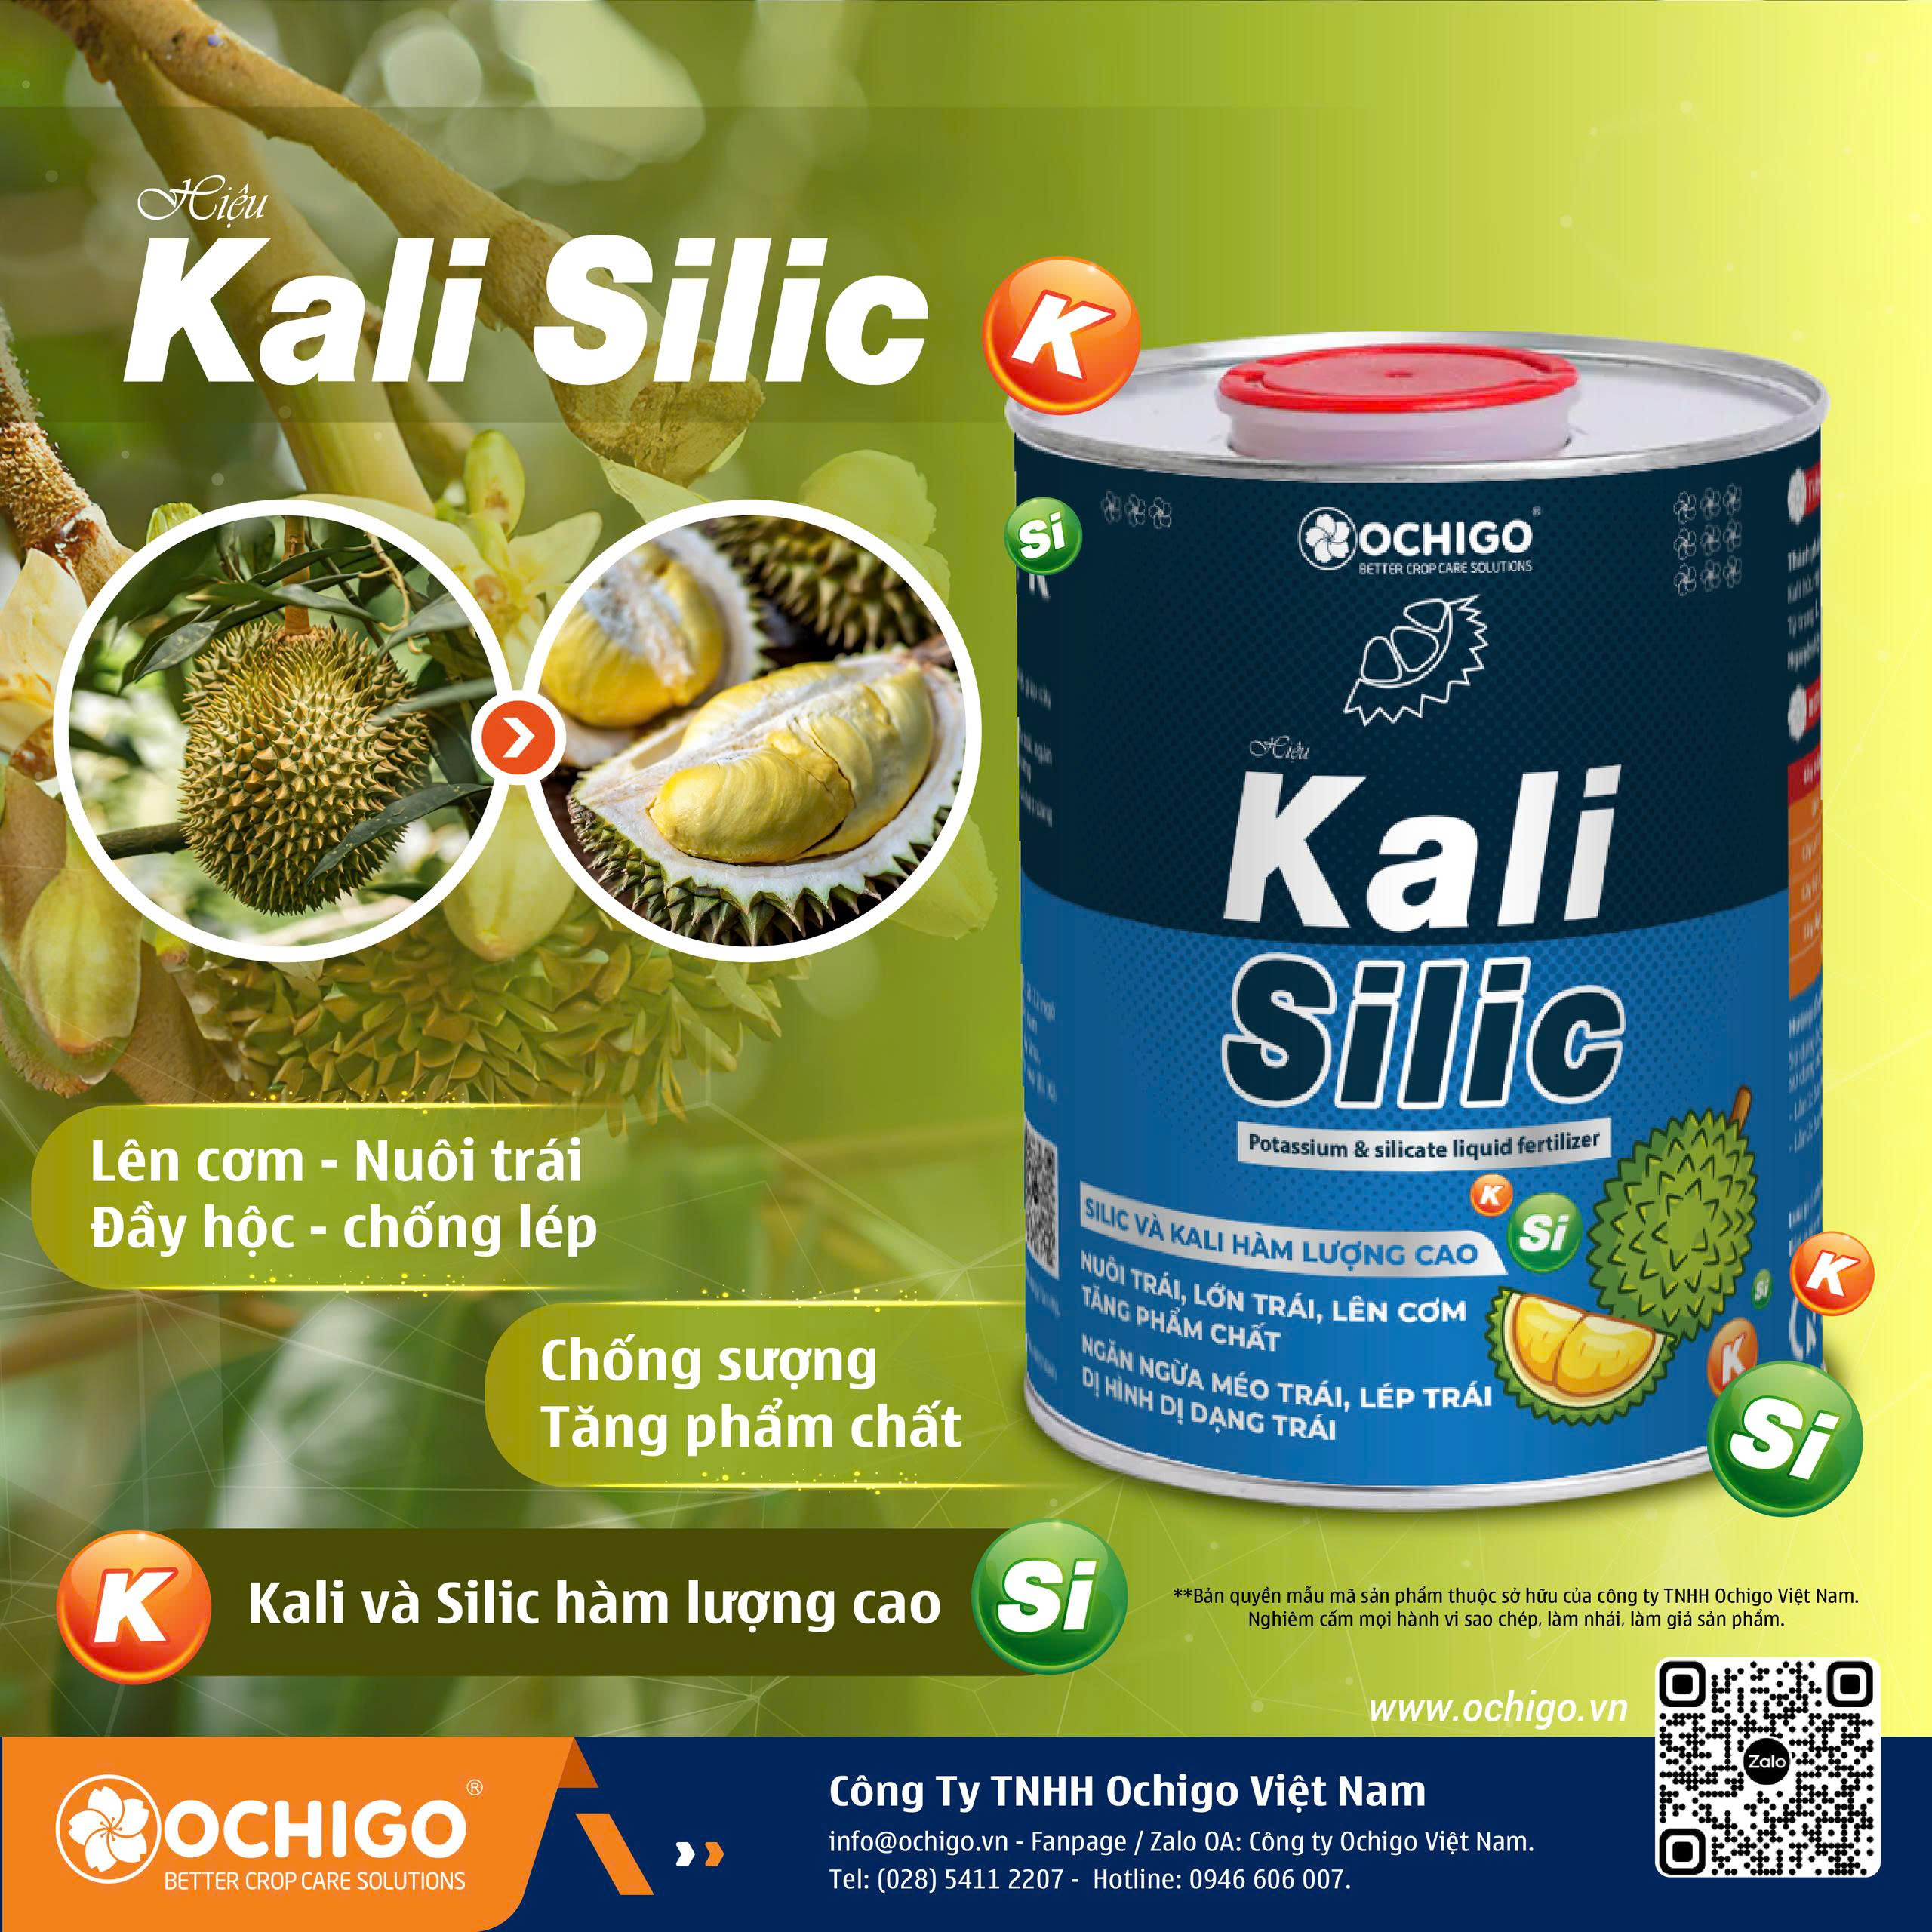 Hiệu
Kali Silic
K
Si
OCHIGO®
BETTER CROP CARE SOLUTIONS
Hiệu
Kali
Silic
Potassium & silicate liquid fertilizer
K
Si
SILIC VÀ KALI HÀM LƯỢNG CAO
NUÔI TRÁI, LỚN TRÁI, LÊN CƠM
TĂNG PHẨM CHẤT
NGĂN NGỪA MÉO TRÁI, LÉP TRÁI
DỊ HÌNH DỊ DẠNG TRÁI
Si
K
K
Si
Lên cơm - Nuôi trái
Đầy hộc - chống lép
Chống sượng
Tăng phẩm chất
K
Kali và Silic hàm lượng cao
Si
**Bản quyền mẫu mã sản phẩm thuộc sở hữu của công ty TNHH Ochigo Việt Nam.
Nghiêm cấm mọi hành vi sao chép, làm nhái, làm giả sản phẩm.
www.ochigo.vn
Zalo
OCHIGO®
BETTER CROP CARE SOLUTIONS
Công Ty TNHH Ochigo Việt Nam
info@ochigo.vn - Fanpage / Zalo OA: Công ty Ochigo Việt Nam.
Tel: (028) 5411 2207 - Hotline: 0946 606 007.